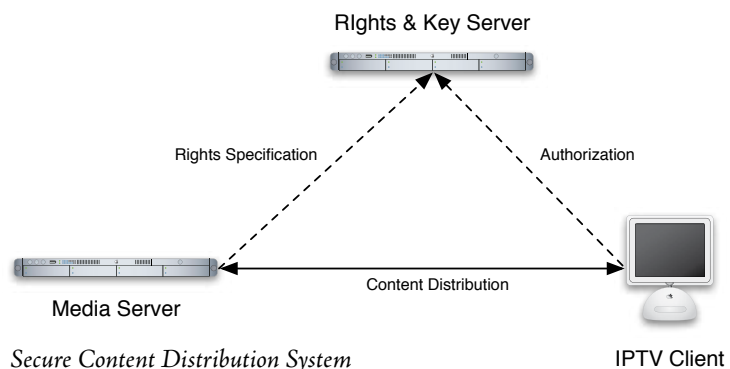 RIghts & Key Server
Rights Specification
Authorization
Content Distribution
Media Server
IPTV Client
Secure Content Distribution System